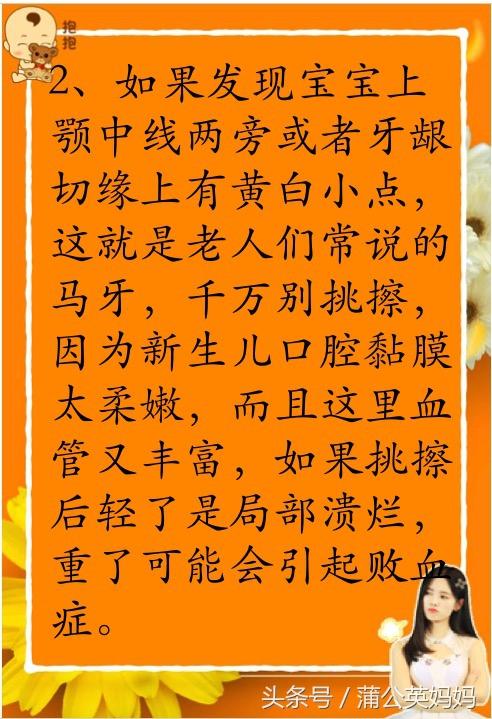 抱抱
2、如果发现宝宝上
颚中线两旁或者牙龈
切缘上有黄白小点，
这就是老人们常说的
马牙，千万别挑擦，
因为新生儿口腔黏膜
太柔嫩，而且这里血
管又丰富，如果挑擦
后轻了是局部溃烂，
重了可能会引起败血
症。
头条号 / 蒲公英妈妈